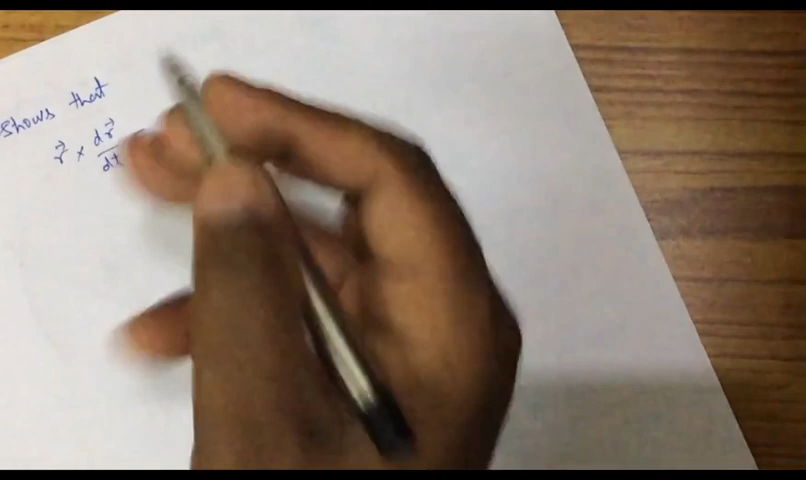 shows that
r⃗ × dr⃗/dt